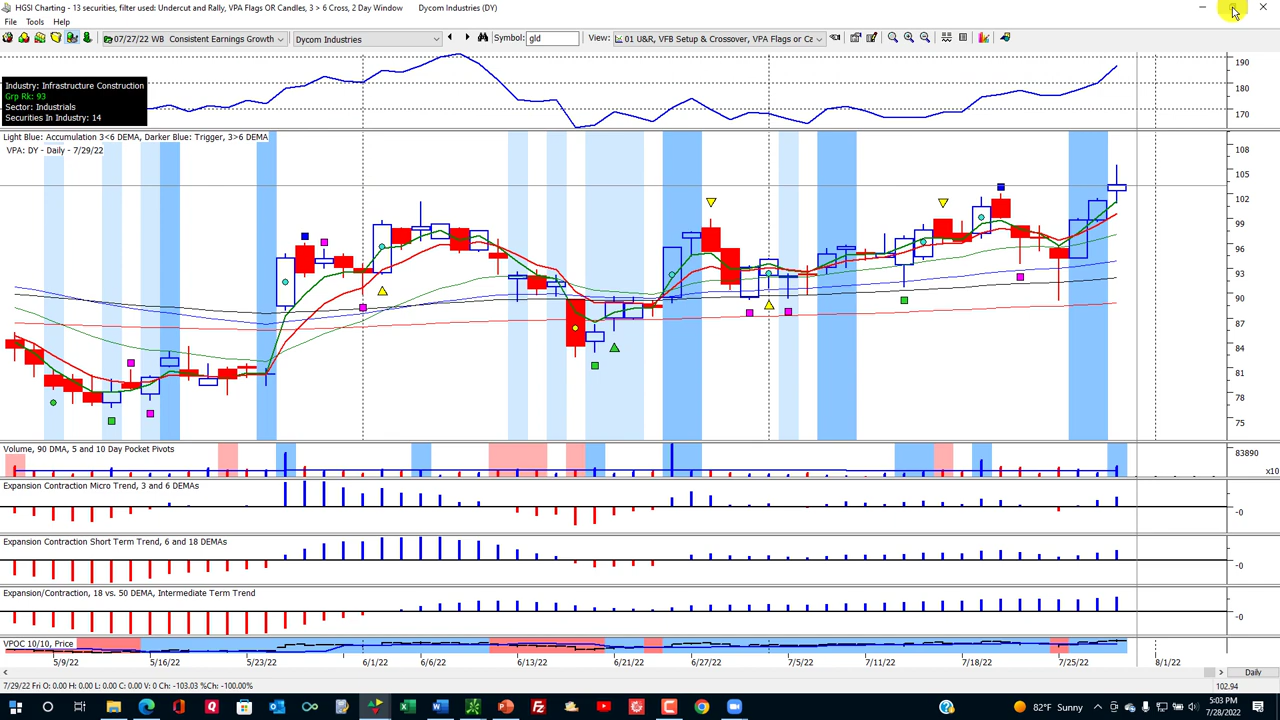 HGSI Charting - 13 securities, filter used: Undercut and Rally, VPA Flags OR Candles, 3 > 6 Cross, 2 Day Window Dycom Industries (DY)
File Tools Help
07/27/22 WB Consistent Earnings Growth Dycom Industries Symbol: gld View: 01 U&R, VFB Setup & Crossover, VPA Flags or Ca
190
Industry: Infrastructure Construction
Grp Rk: 93
180
Sector: Industrials
Securities In Industry: 14
170
Light Blue: Accumulation 3<6 DEMA, Darker Blue: Trigger, 3>6 DEMA
VPA: DY - Daily - 7/29/22
108
105
102
99
96
93
90
87
84
81
78
75
Volume, 90 DMA, 5 and 10 Day Pocket Pivots
83890
x10
Expansion Contraction Micro Trend, 3 and 6 DEMAs
-0
Expansion Contraction Short Term Trend, 6 and 18 DEMAs
-0
Expansion/Contraction, 18 vs. 50 DEMA, Intermediate Term Trend
-0
VPOC 10/10, Price
5/9/22 5/16/22 5/23/22 6/1/22 6/6/22 6/13/22 6/21/22 6/27/22 7/5/22 7/11/22 7/18/22 7/25/22 8/1/22
Daily
7/29/22 Fri O: 0.00 H: 0.00 L: 0.00 C: 0.00 V: 0 Ch: -103.03 %Ch: -100.00% 102.94
82°F Sunny
5:03 PM
7/28/2022